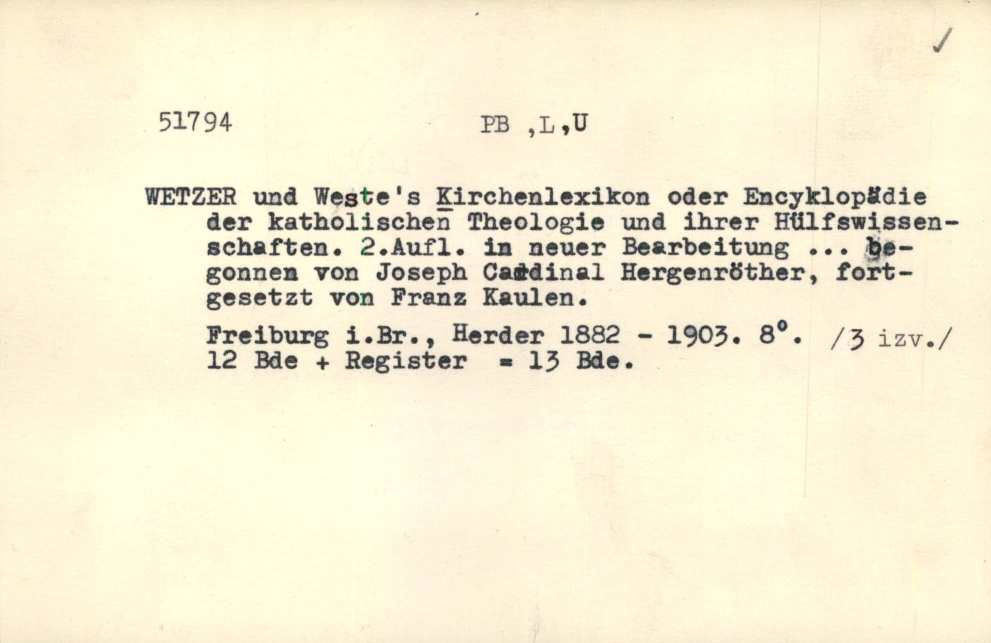 51794 PB ,L,U
WETZER und Weste's Kirchenlexikon oder Encyklopädie
der katholischen Theologie und ihrer Hülfswissen-
schaften. 2.Aufl. in neuer Bearbeitung ... be-
gonnen von Joseph Cardinal Hergenröther, fort-
gesetzt von Franz Kaulen.
Freiburg i.Br., Herder 1882 - 1903. 8°. /3 izv./
12 Bde + Register = 13 Bde.